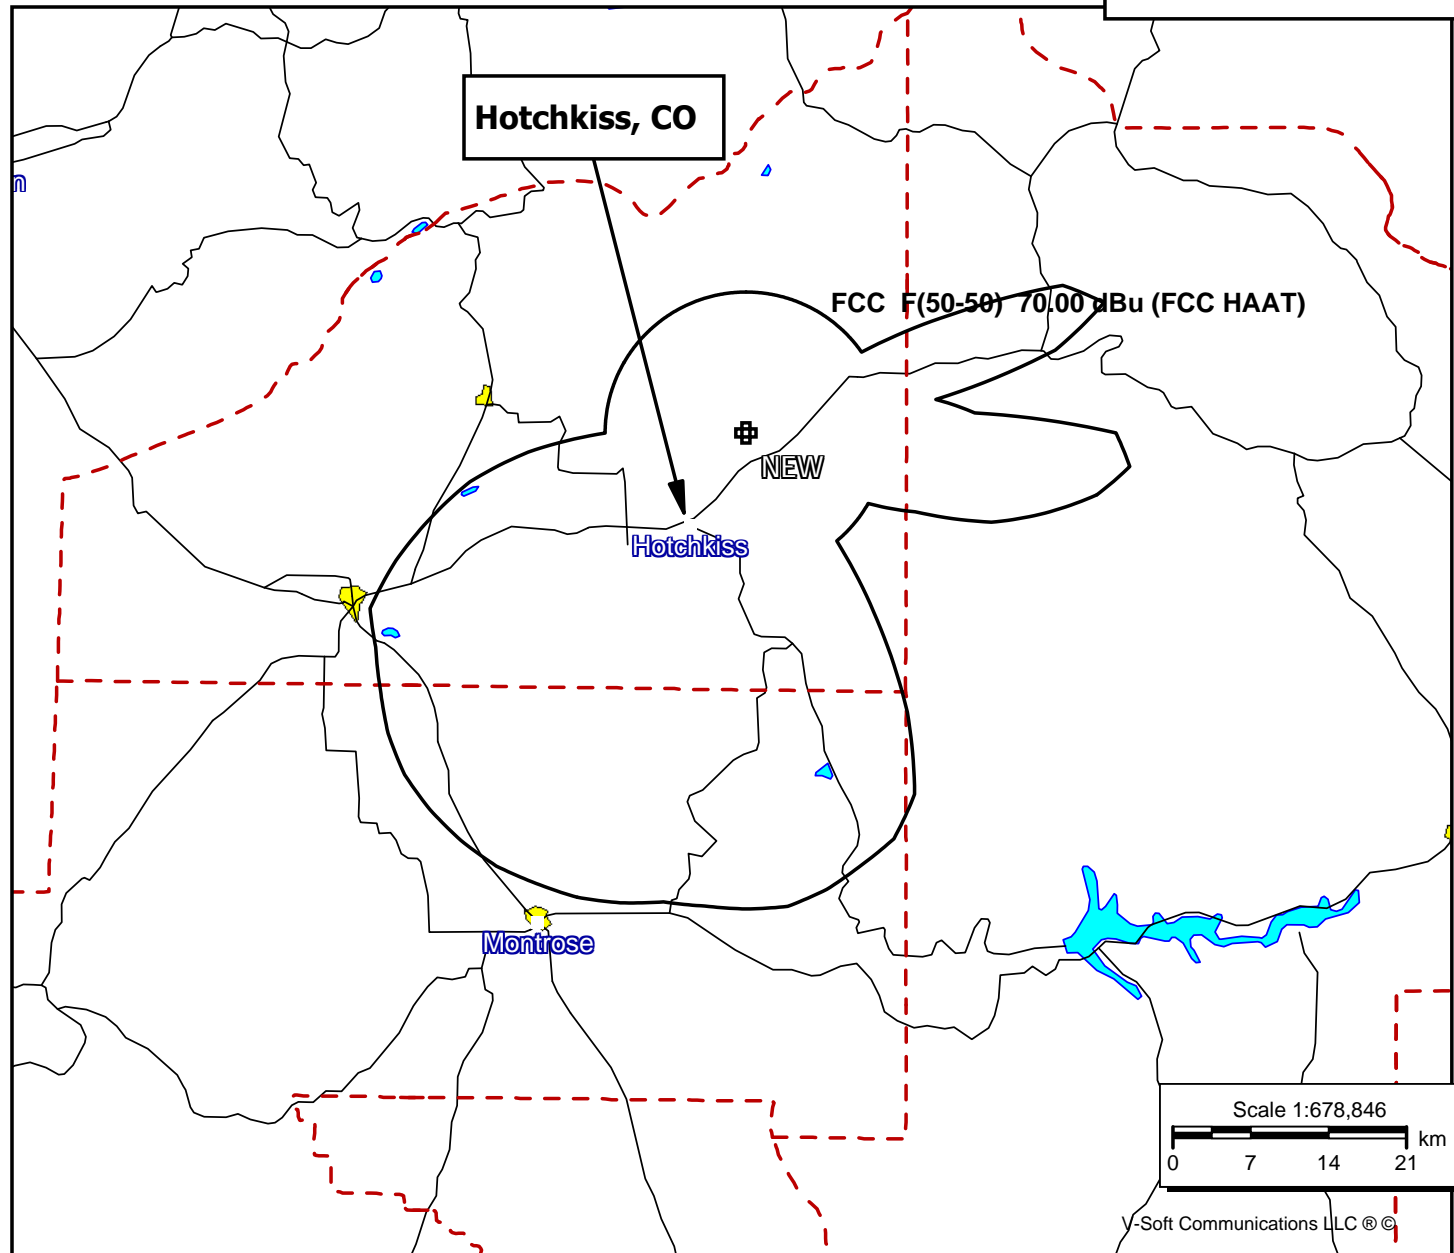 Hotchkiss, CO
n
FCC F(50-50) 70.00 dBu (FCC HAAT)
NEW
Hotchkiss
Montrose
Scale 1:678,846
km
0 7 14 21
V-Soft Communications LLC ® ©